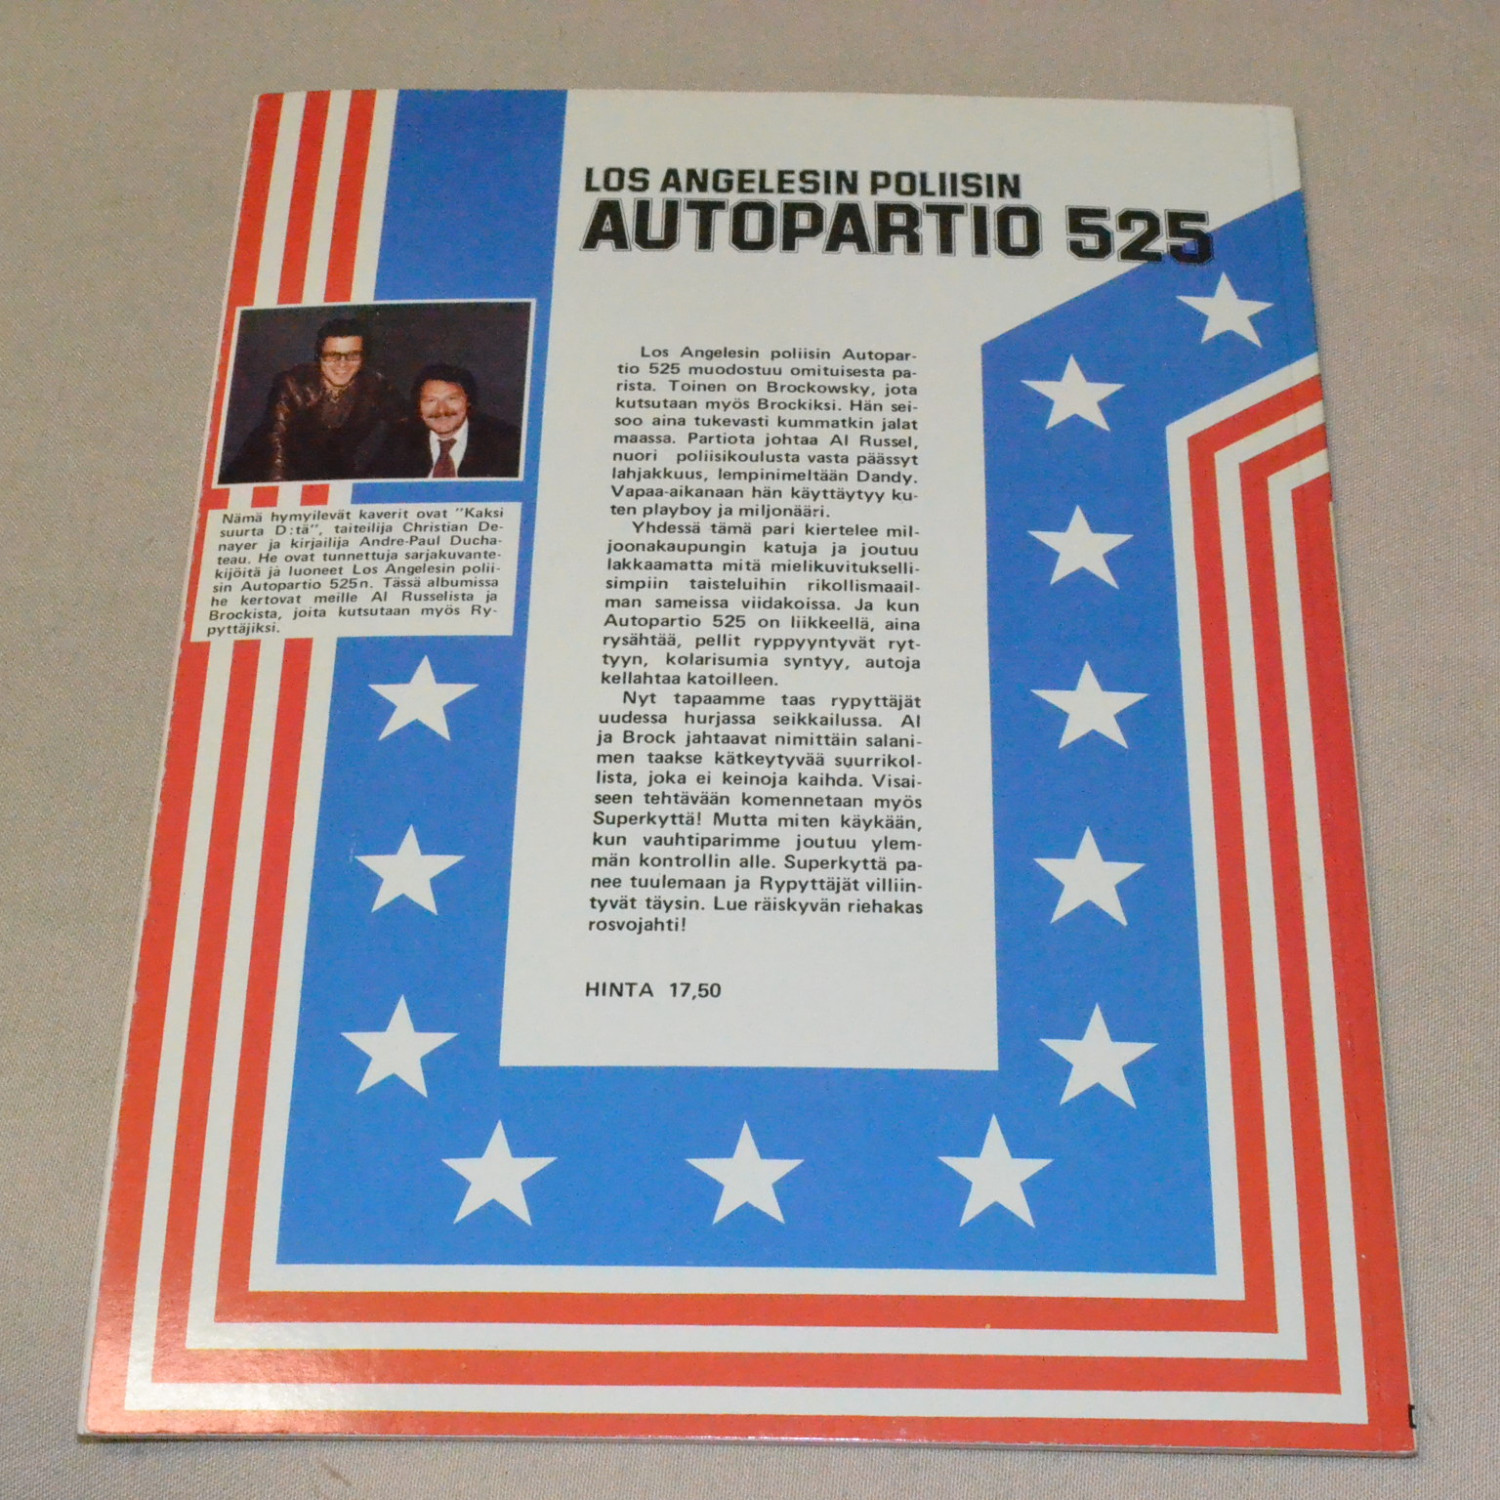 LOS ANGELESIN POLIISIN
AUTOPARTIO 525
Nämä hymyilevät kaverit ovat "Kaksi
suurta D:tä", taiteilija Christian De-
nayer ja kirjailija Andre-Paul Ducha-
teau. He ovat tunnettuja sarjakuvante-
kijöitä ja luoneet Los Angelesin polii-
sin Autopartio 525n. Tässä albumissa
he kertovat meille Al Russelista ja
Brockista, joita kutsutaan myös Ry-
pyttäjiksi.
Los Angelesin poliisin Autopar-
tio 525 muodostuu omituisesta pa-
rista. Toinen on Brockowsky, jota
kutsutaan myös Brockiksi. Hän sei-
soo aina tukevasti kummatkin jalat
maassa. Partiota johtaa Al Russel,
nuori poliisikoulusta vasta päässyt
lahjakkuus, lempinimeltään Dandy.
Vapaa-aikanaan hän käyttäytyy ku-
ten playboy ja miljonääri.
Yhdessä tämä pari kiertelee mil-
joonakaupungin katuja ja joutuu
lakkaamatta mitä mielikuvitukselli-
simpiin taisteluihin rikollismaail-
man sameissa viidakoissa. Ja kun
Autopartio 525 on liikkeellä, aina
rysähtää, pellit ryppyyntyvät ryt-
tyyn, kolarisumia syntyy, autoja
kellahtaa katoilleen.
Nyt tapaamme taas rypyttäjät
uudessa hurjassa seikkailussa. Al
ja Brock jahtaavat nimittäin salani-
men taakse kätkeytyvää suurrikol-
lista, joka ei keinoja kaihda. Visai-
seen tehtävään komennetaan myös
Superkyttä! Mutta miten käykään,
kun vauhtiparimme joutuu ylem-
män kontrollin alle. Superkyttä pa-
nee tuulemaan ja Rypyttäjät villiin-
tyvät täysin. Lue räiskyvän riehakas
rosvojahti!
HINTA 17,50